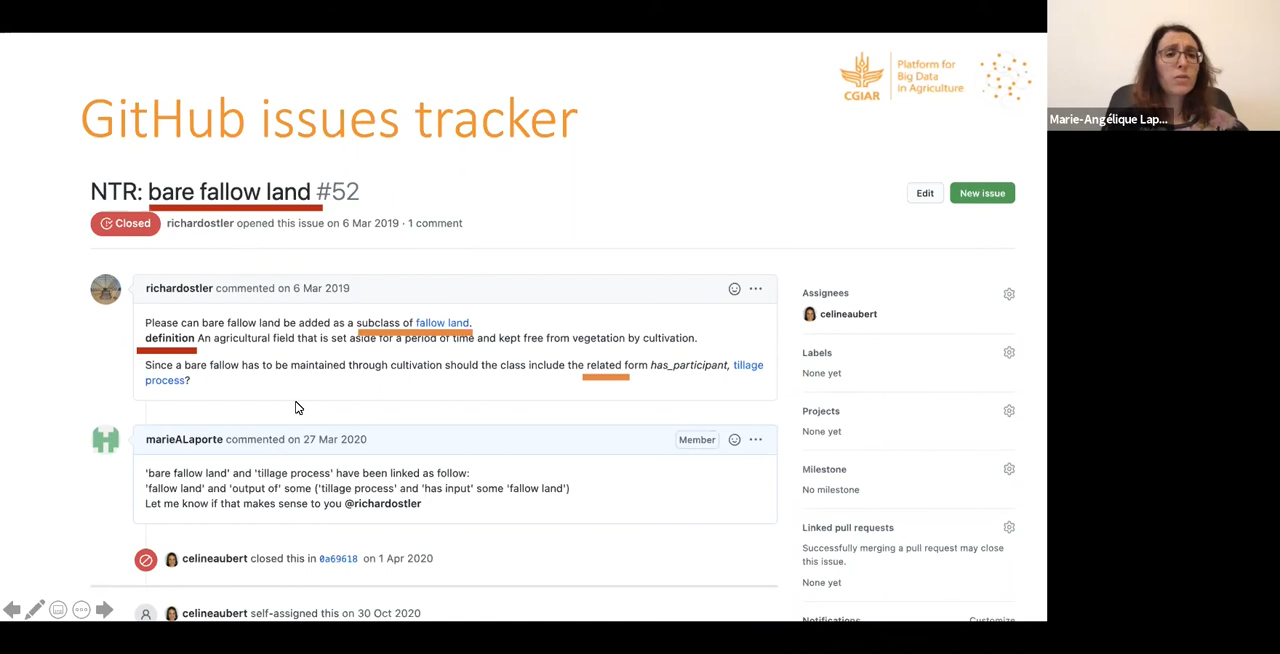 CGIAR
Platform for
Big Data
in Agriculture
Marie-Angélique Lap...
GitHub issues tracker
NTR: bare fallow land #52
Edit
New issue
Closed
richardostler opened this issue on 6 Mar 2019 · 1 comment
richardostler commented on 6 Mar 2019
Please can bare fallow land be added as a subclass of fallow land.
definition An agricultural field that is set aside for a period of time and kept free from vegetation by cultivation.
Since a bare fallow has to be maintained through cultivation should the class include the related form has_participant, tillage
process?
marieALaporte commented on 27 Mar 2020
Member
'bare fallow land' and 'tillage process' have been linked as follow:
'fallow land' and 'output of' some ('tillage process' and 'has input' some 'fallow land')
Let me know if that makes sense to you @richardostler
celineaubert closed this in 0a69618 on 1 Apr 2020
celineaubert self-assigned this on 30 Oct 2020
Assignees
celineaubert
Labels
None yet
Projects
None yet
Milestone
No milestone
Linked pull requests
Successfully merging a pull request may close
this issue.
None yet
Notifications
Customize